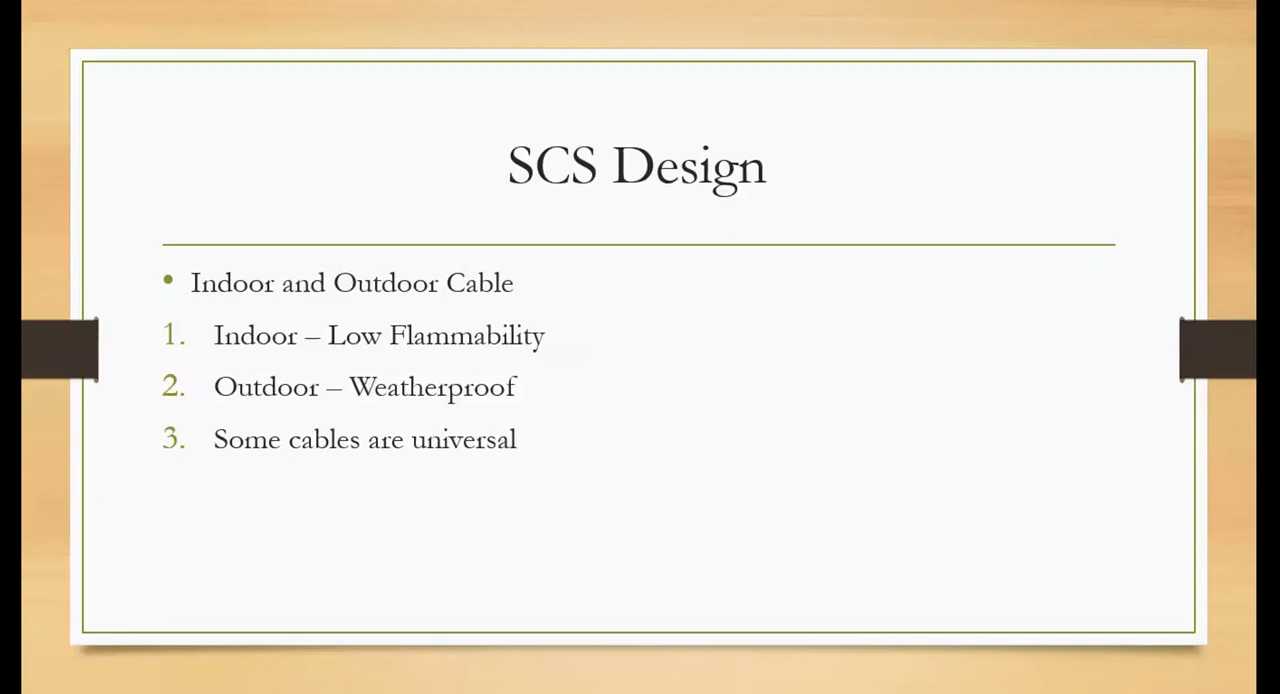 SCS Design
• Indoor and Outdoor Cable
1. Indoor – Low Flammability
2. Outdoor – Weatherproof
3. Some cables are universal